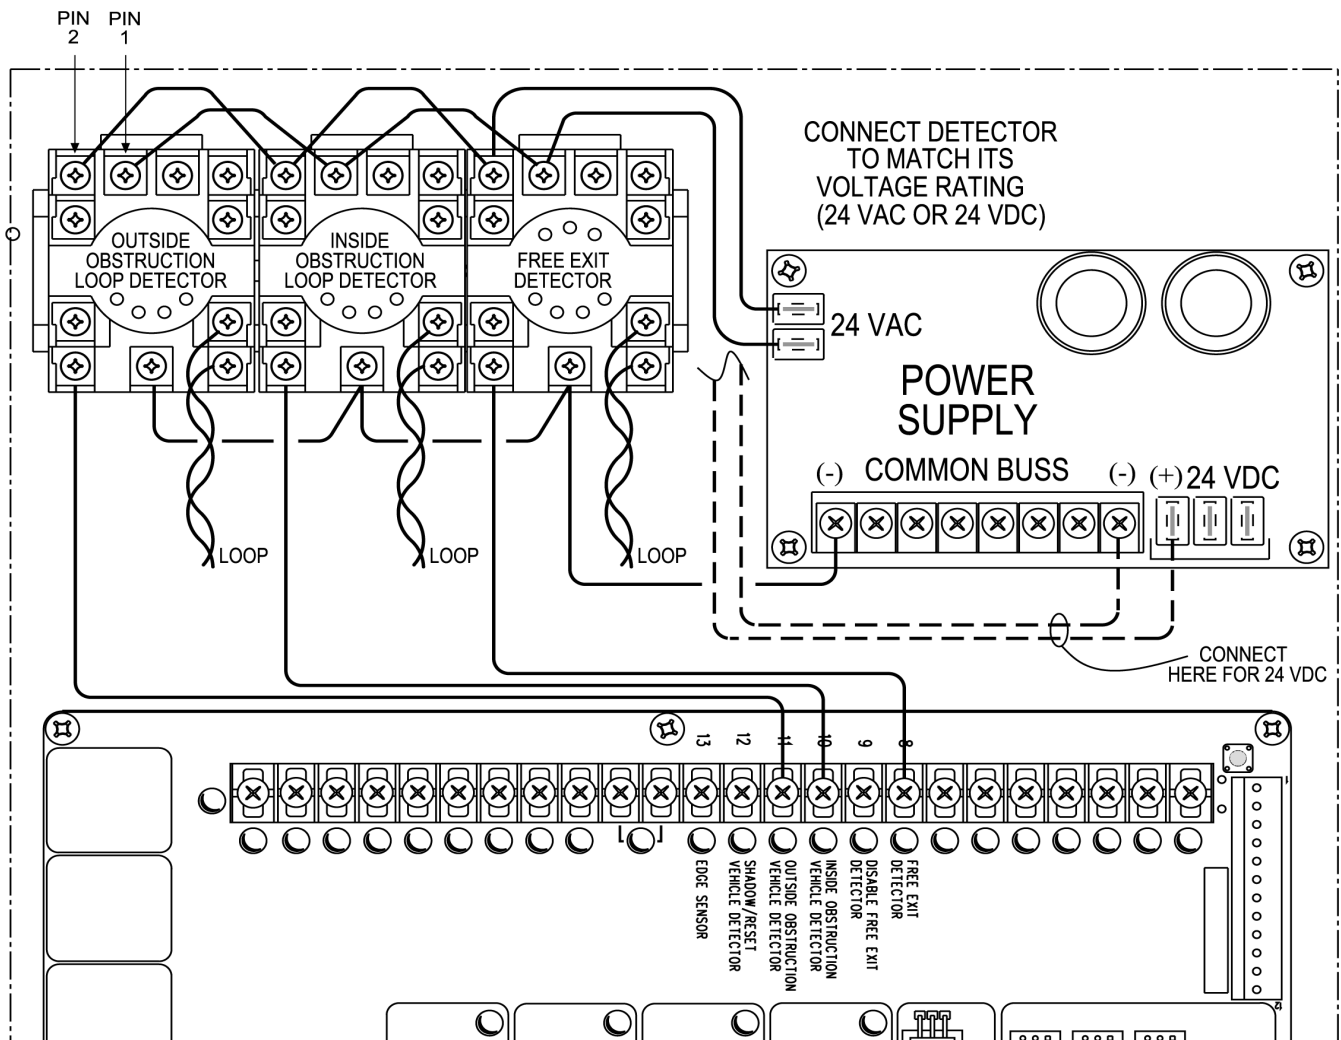 PIN PIN
2 1
CONNECT DETECTOR
TO MATCH ITS
VOLTAGE RATING
(24 VAC OR 24 VDC)
OUTSIDE
OBSTRUCTION
LOOP DETECTOR
INSIDE
OBSTRUCTION
LOOP DETECTOR
FREE EXIT
DETECTOR
24 VAC
POWER
SUPPLY
(-) COMMON BUSS (-) (+) 24 VDC
LOOP
LOOP
LOOP
CONNECT
HERE FOR 24 VDC
13 12 11 10 9 8
1
EDGE SENSOR
SHADOW/RESET
VEHICLE DETECTOR
OUTSIDE OBSTRUCTION
VEHICLE DETECTOR
INSIDE OBSTRUCTION
VEHICLE DETECTOR
DISABLE FREE EXIT
DETECTOR
FREE EXIT
DETECTOR